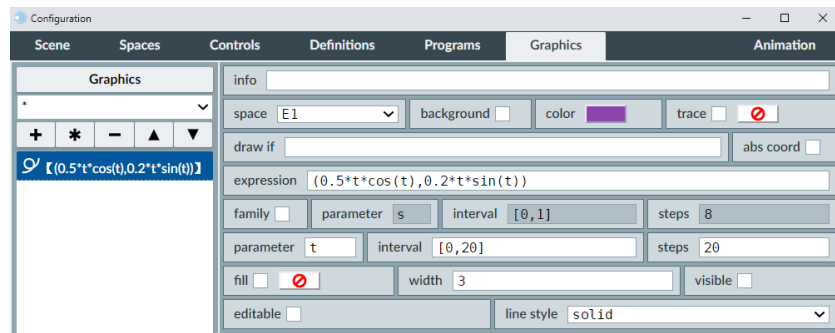 Configuration
Scene Spaces Controls Definitions Programs Graphics Animation
Graphics
*
+ * − ▲ ▼
【(0.5*t*cos(t),0.2*t*sin(t))】
info
space E1 background color trace
draw if abs coord
expression (0.5*t*cos(t),0.2*t*sin(t))
family parameter s interval [0,1] steps 8
parameter t interval [0,20] steps 20
fill width 3 visible
editable line style solid